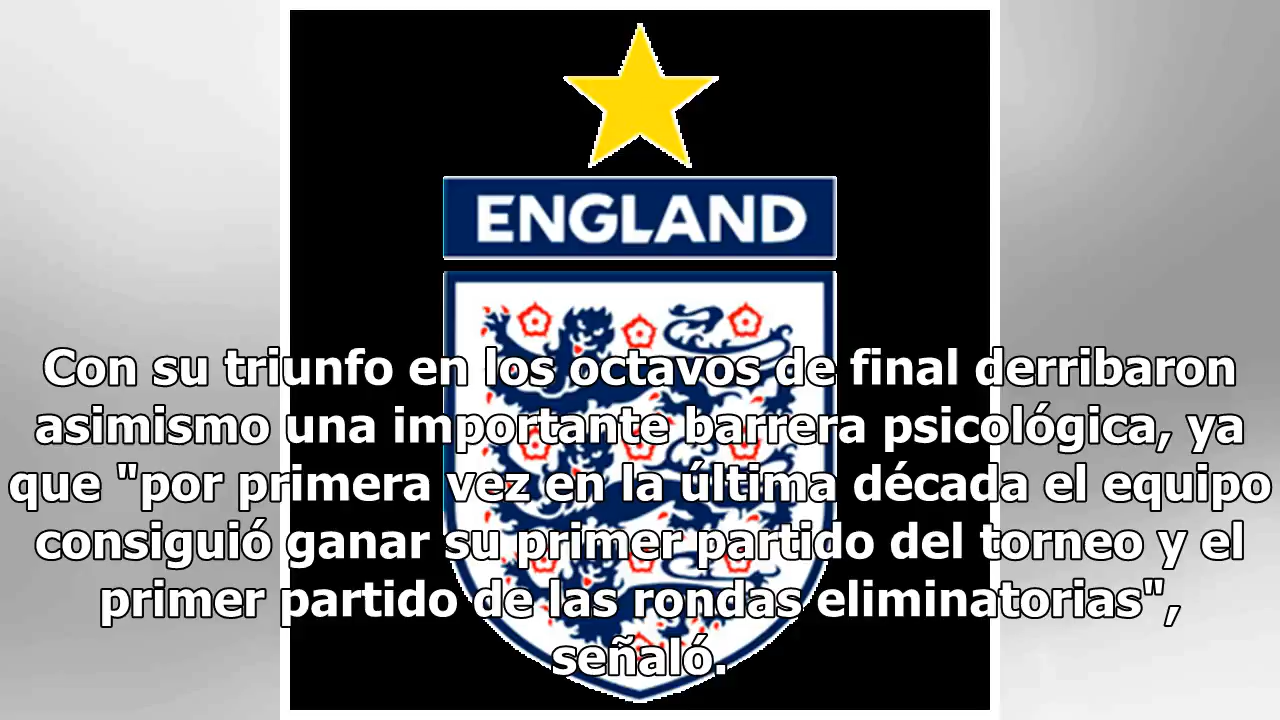 ENGLAND
Con su triunfo en los octavos de final derribaron
asimismo una importante barrera psicológica, ya
que "por primera vez en la última década el equipo
consiguió ganar su primer partido del torneo y el
primer partido de las rondas eliminatorias",
señaló.